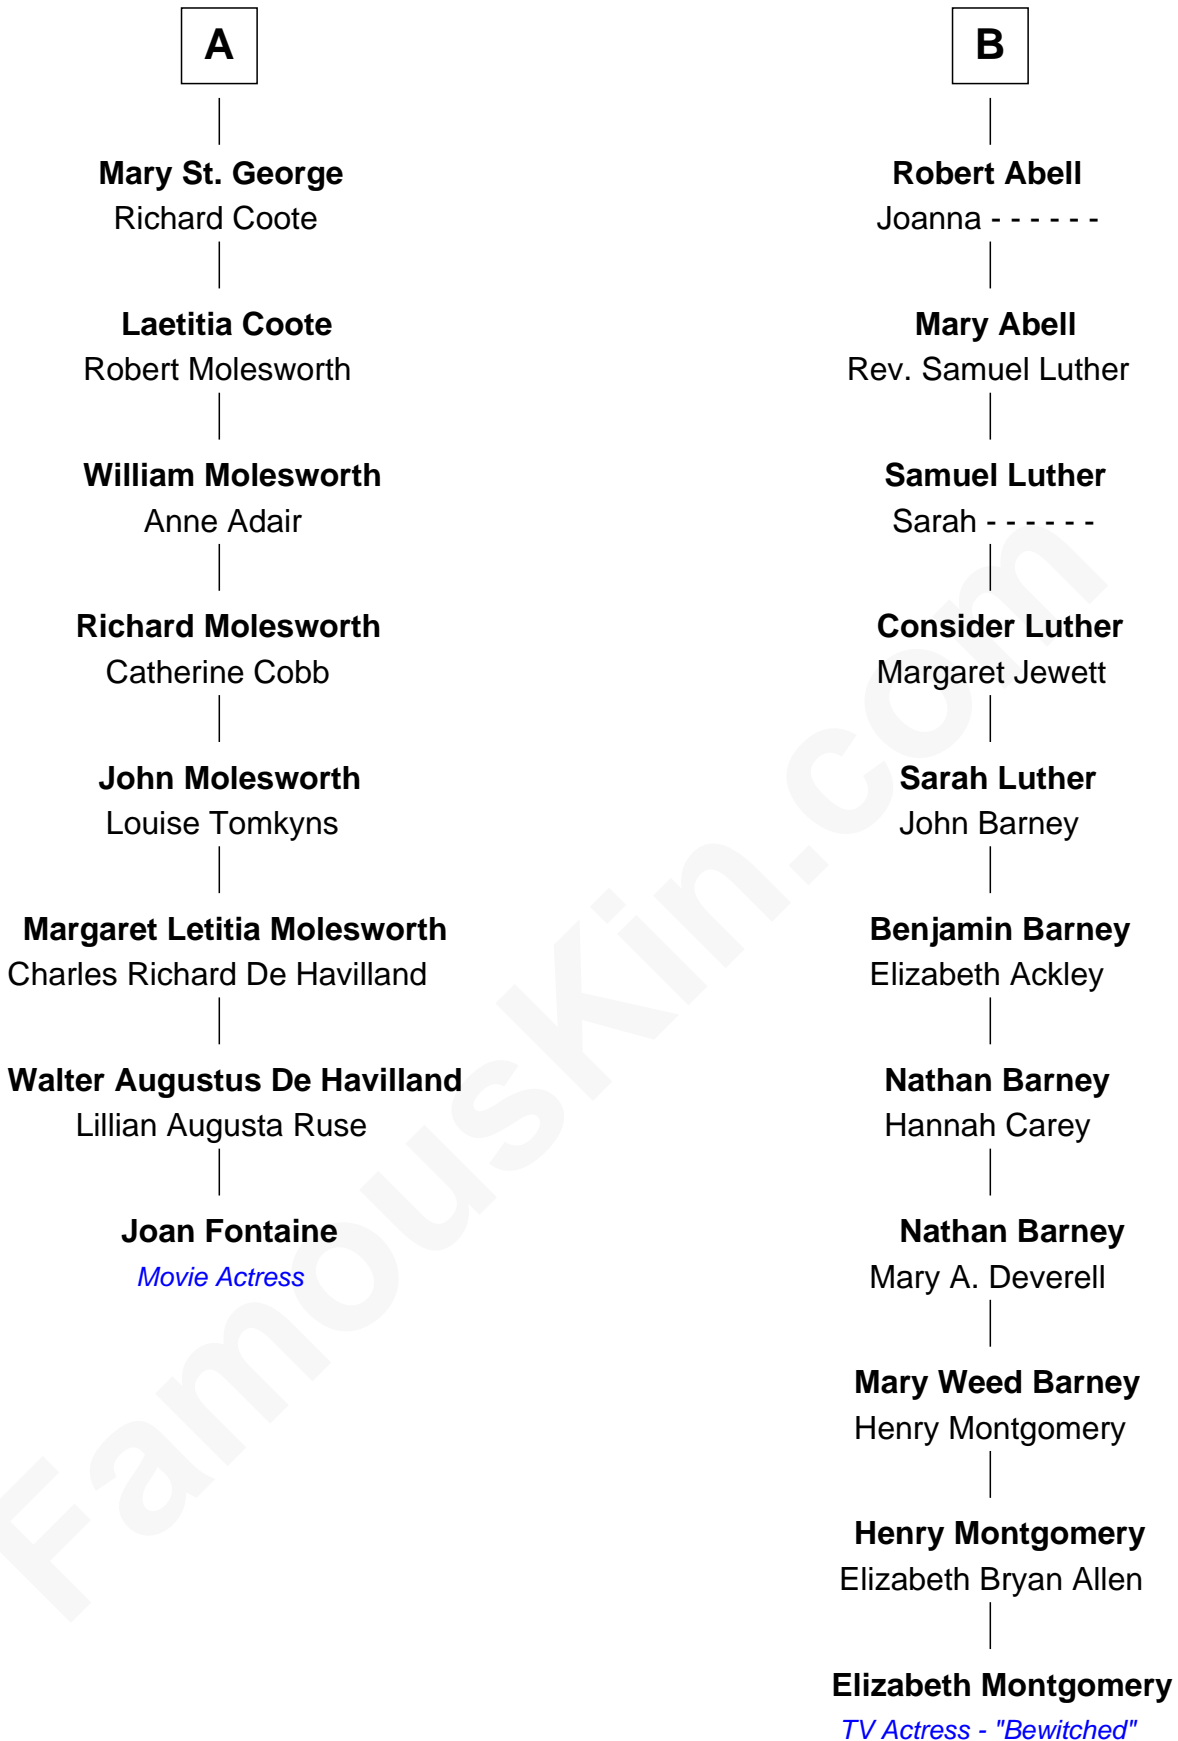 A
Mary St. George
Richard Coote
Laetitia Coote
Robert Molesworth
William Molesworth
Anne Adair
Richard Molesworth
Catherine Cobb
John Molesworth
Louise Tomkyns
Margaret Letitia Molesworth
Charles Richard De Havilland
Walter Augustus De Havilland
Lillian Augusta Ruse
Joan Fontaine
Movie Actress
B
Robert Abell
Joanna - - - - - -
Mary Abell
Rev. Samuel Luther
Samuel Luther
Sarah - - - - - -
Consider Luther
Margaret Jewett
Sarah Luther
John Barney
Benjamin Barney
Elizabeth Ackley
Nathan Barney
Hannah Carey
Nathan Barney
Mary A. Deverell
Mary Weed Barney
Henry Montgomery
Henry Montgomery
Elizabeth Bryan Allen
Elizabeth Montgomery
TV Actress - "Bewitched"
FamousKin.com